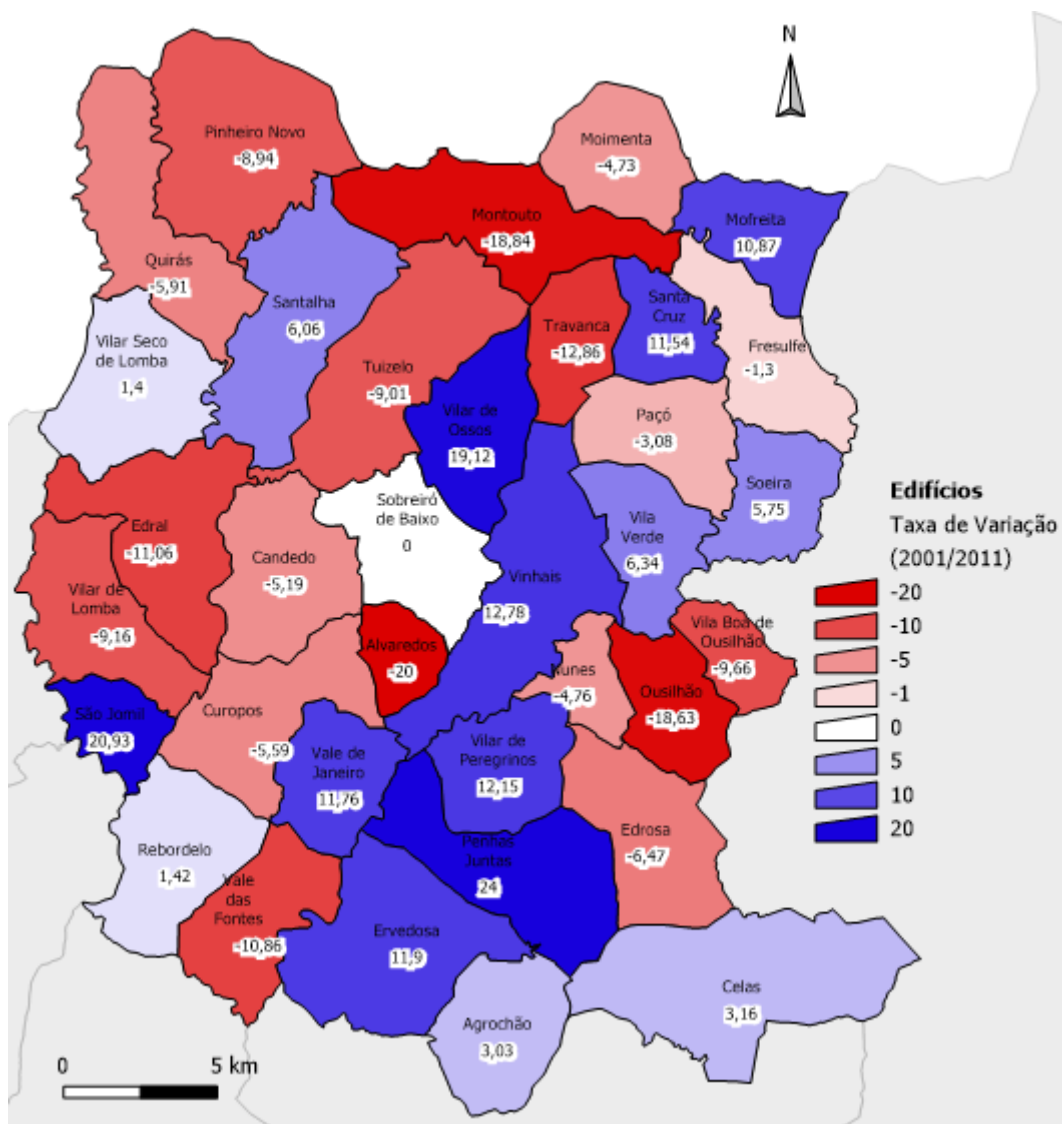 N
Pinheiro Novo
-8,94
Moimenta
-4,73
Montouto
-18,84
Mofreita
10,87
Quirás
-5,91
Santalha
6,06
Santa
Cruz
11,54
Travanca
-12,86
Vilar Seco
de Lomba
1,4
Fresulfe
-1,3
Tuizelo
-9,01
Vilar de
Ossos
19,12
Paçó
-3,08
Soeira
5,75
Sobreiró
de Baixo
0
Vila
Verde
6,34
Edral
-11,06
Candedo
-5,19
Vinhais
12,78
Vilar de
Lomba
-9,16
Vila Boa de
Ousilhão
-9,66
Alvaredos
-20
Nunes
-4,76
Ousilhão
-18,63
São Jomil
20,93
Curopos
-5,59
Vale de
Janeiro
11,76
Vilar de
Peregrinos
12,15
Edrosa
-6,47
Rebordelo
1,42
Penhas
Juntas
24
Vale
das
Fontes
-10,86
Ervedosa
11,9
Celas
3,16
Agrochão
3,03
Edifícios
Taxa de Variação
(2001/2011)
-20
-10
-5
-1
0
5
10
20
0 5 km